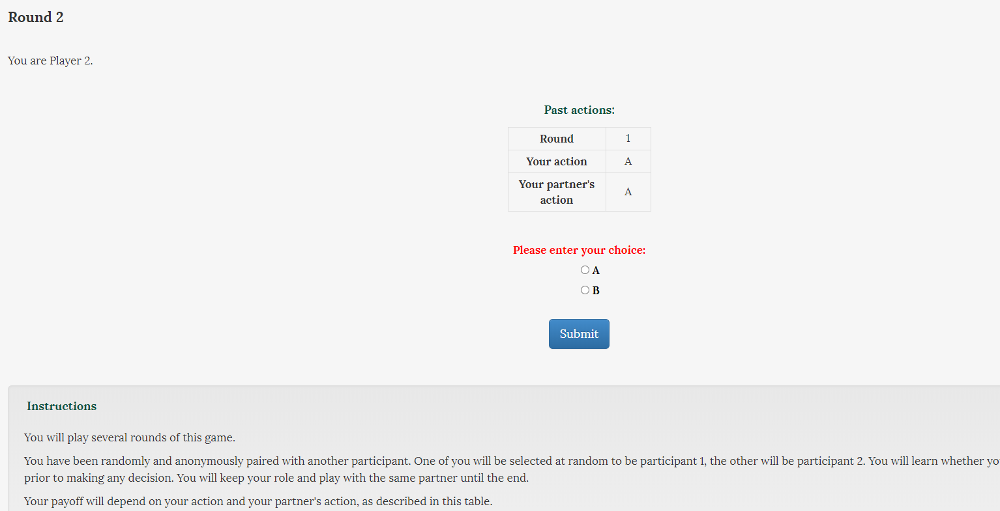 Round 2
You are Player 2.
Past actions:
Round 1
Your action A
Your partner's
action A
Please enter your choice:
A
B
Submit
Instructions
You will play several rounds of this game.
You have been randomly and anonymously paired with another participant. One of you will be selected at random to be participant 1, the other will be participant 2. You will learn whether yo
prior to making any decision. You will keep your role and play with the same partner until the end.
Your payoff will depend on your action and your partner's action, as described in this table.